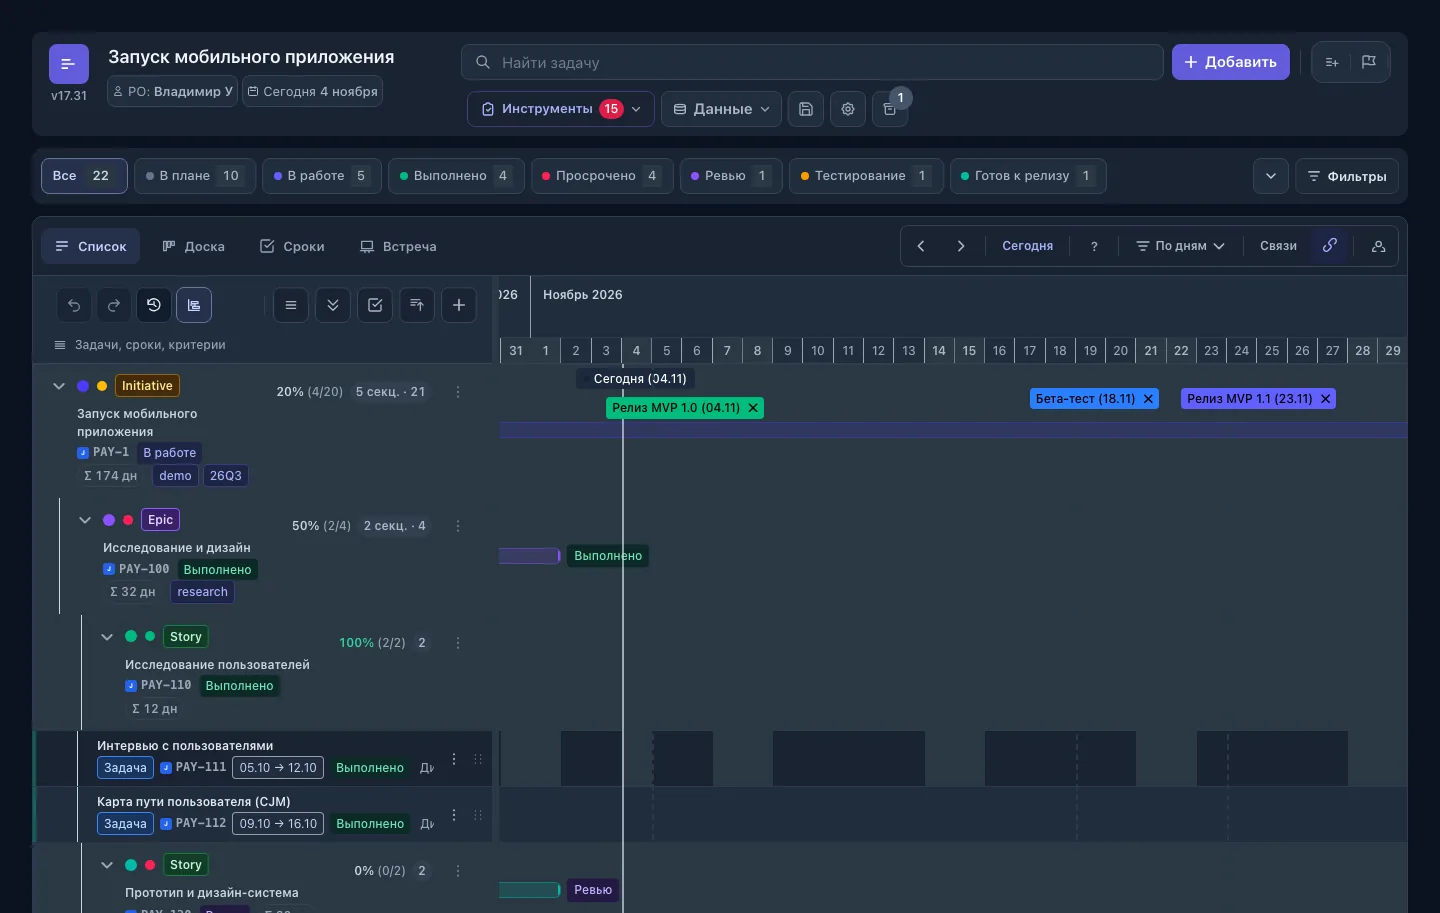 Запуск мобильного приложения
v17.31
PO: Владимир У
Сегодня 4 ноября
Найти задачу
Добавить
Инструменты 15
Данные
1
Все 22
В плане 10
В работе 5
Выполнено 4
Просрочено 4
Ревью 1
Тестирование 1
Готов к релизу 1
Фильтры
Список
Доска
Сроки
Встреча
Сегодня
?
По дням
Связи
Задачи, сроки, критерии
026
Ноябрь 2026
31 1 2 3 4 5 6 7 8 9 10 11 12 13 14 15 16 17 18 19 20 21 22 23 24 25 26 27 28 29
Сегодня (04.11)
Релиз MVP 1.0 (04.11) ✕
Бета-тест (18.11) ✕
Релиз MVP 1.1 (23.11) ✕
Initiative
20% (4/20) 5 секц. · 21
Запуск мобильного
приложения
PAY-1 В работе
Σ 174 дн demo 26Q3
Epic
50% (2/4) 2 секц. · 4
Исследование и дизайн
PAY-100 Выполнено
Σ 32 дн research
Выполнено
Story
100% (2/2) 2
Исследование пользователей
PAY-110 Выполнено
Σ 12 дн
Интервью с пользователями
Задача PAY-111 05.10 → 12.10 Выполнено
Карта пути пользователя (CJM)
Задача PAY-112 09.10 → 16.10 Выполнено
Story
0% (0/2) 2
Прототип и дизайн-система
Ревью